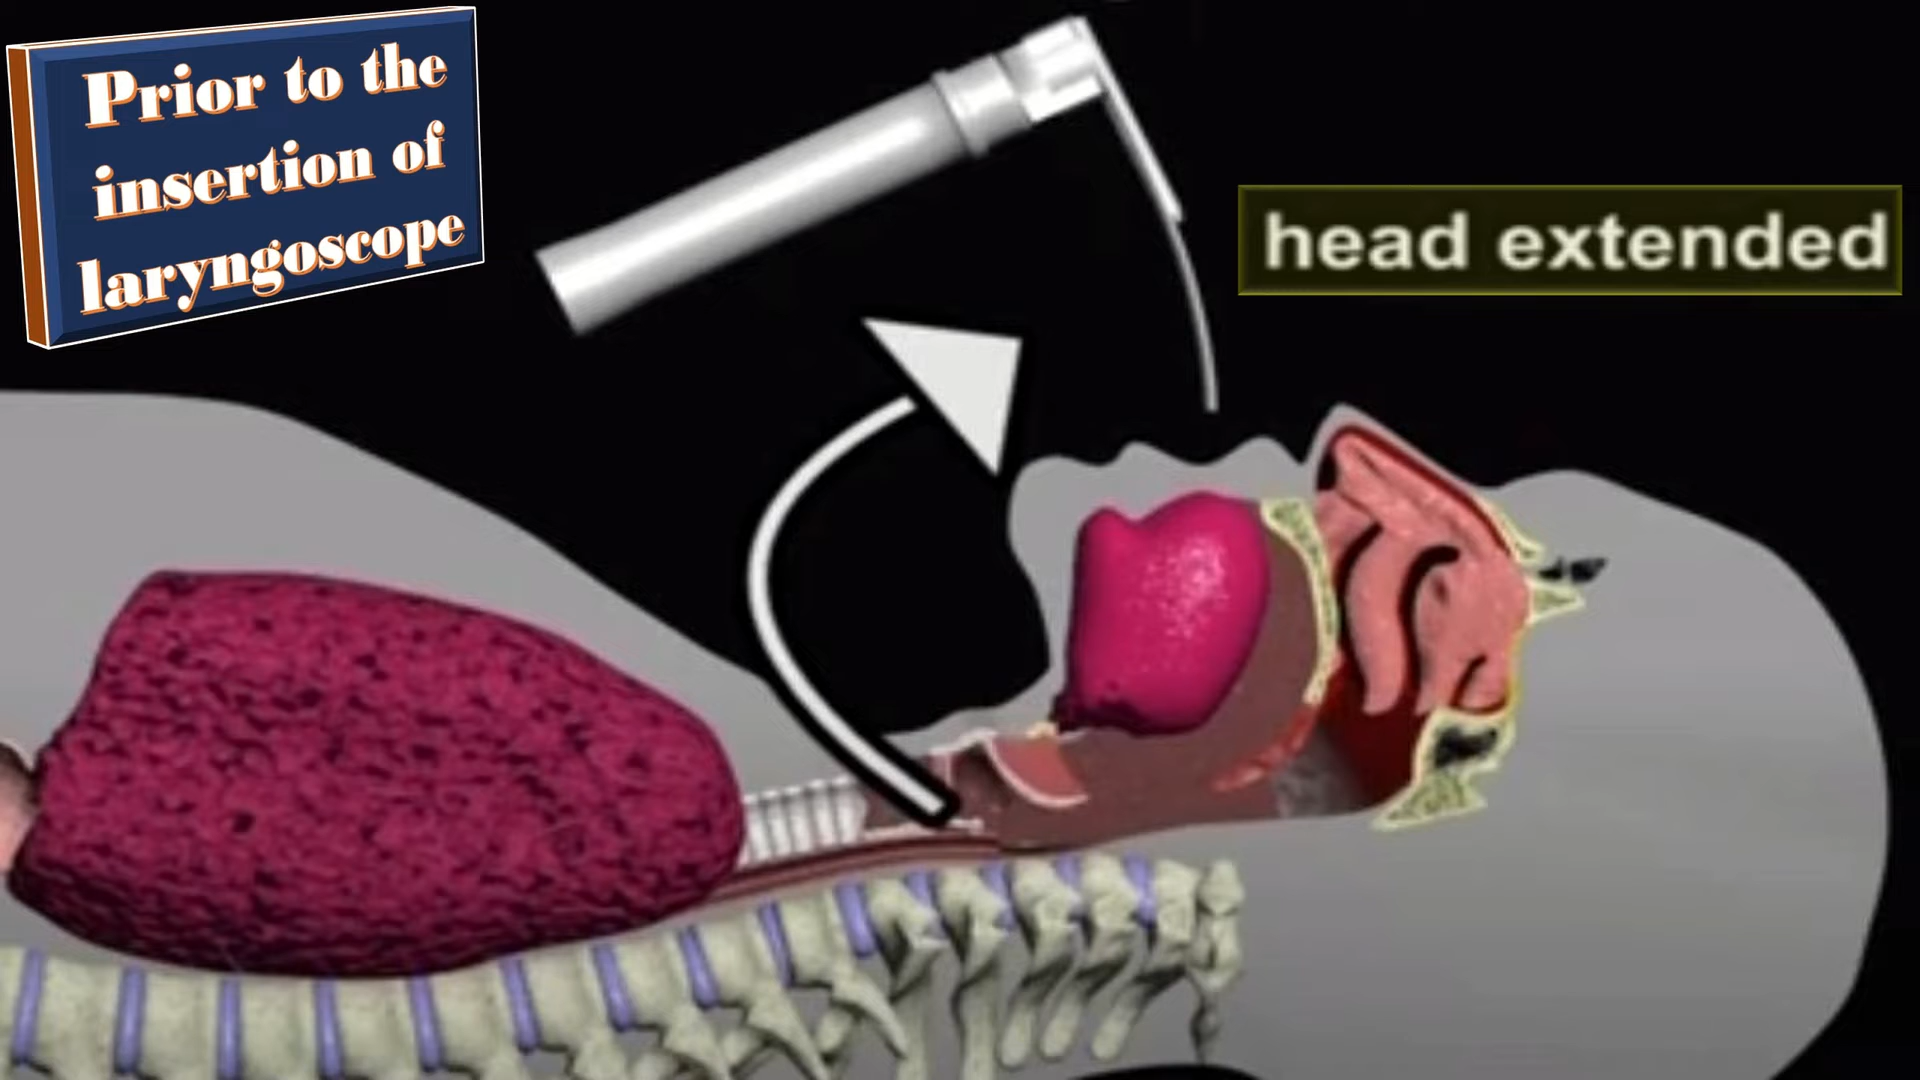 Prior to the
insertion of
laryngoscope
head extended